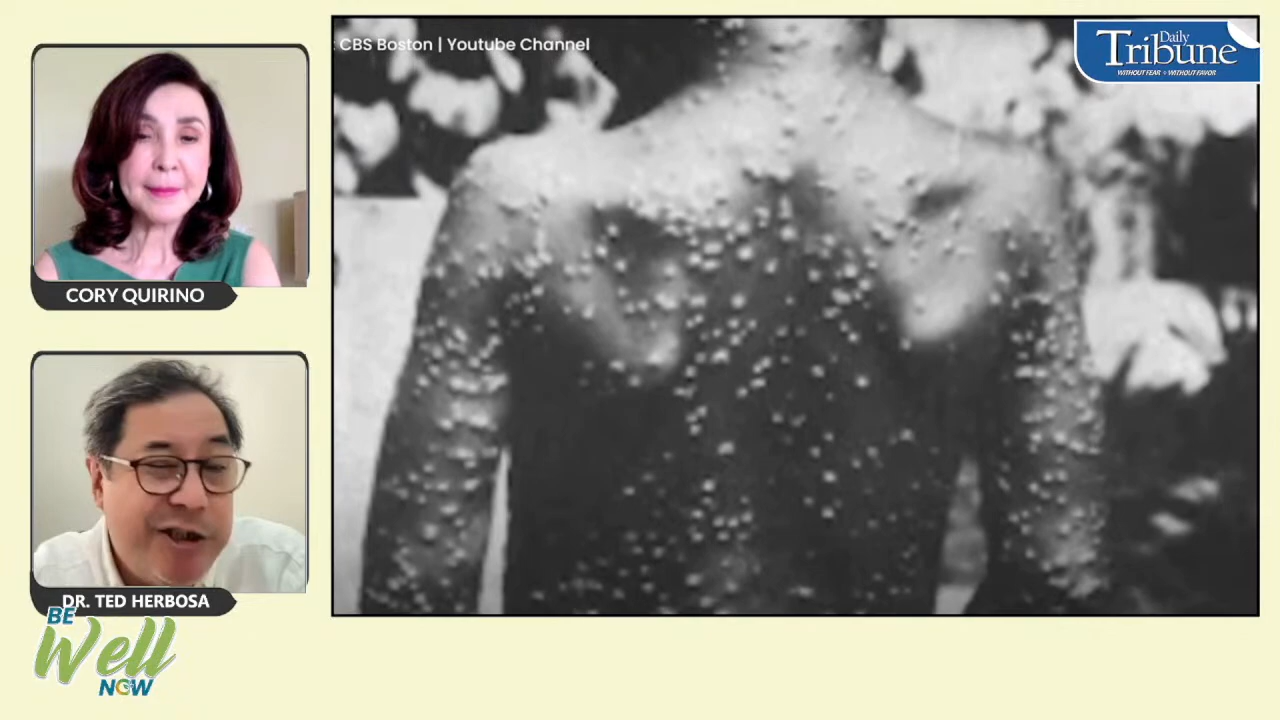 : CBS Boston | Youtube Channel
Daily
Tribune
WITHOUT FEAR • WITHOUT FAVOR
CORY QUIRINO
DR. TED HERBOSA
BE
Well
NOW